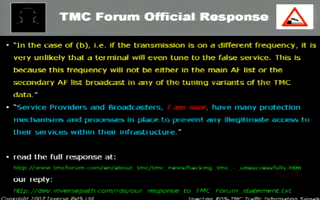 TMC Forum Official Response
"In the case of (b), i.e. if the transmission is on a different frequency, it is
very unlikely that a terminal will even tune to the false service. This is
because this frequency will not be either in the main AF list or the
secondary AF list broadcast in any of the tuning variants of the TMC
data."
"Service Providers and Broadcasters, have many protection
mechanisms and processes in place to prevent any illegitimate access to
their services within their infrastructure."
read the full response at:
our reply:
Copyright 2007 Inverse Path Ltd